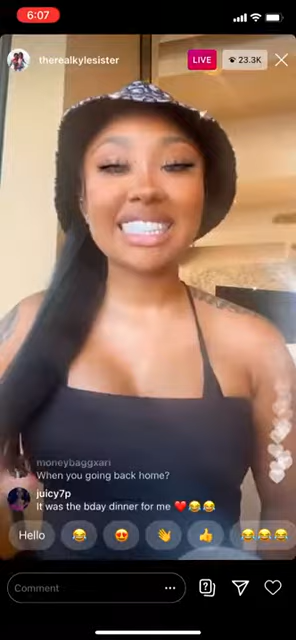 6:07
therealkylesister
LIVE
23.3K
moneybaggxari
When you going back home?
juicy7p
It was the bday dinner for me ❤️😂😂
Hello 😂 😍 👋 👍 😂😂😂
Comment